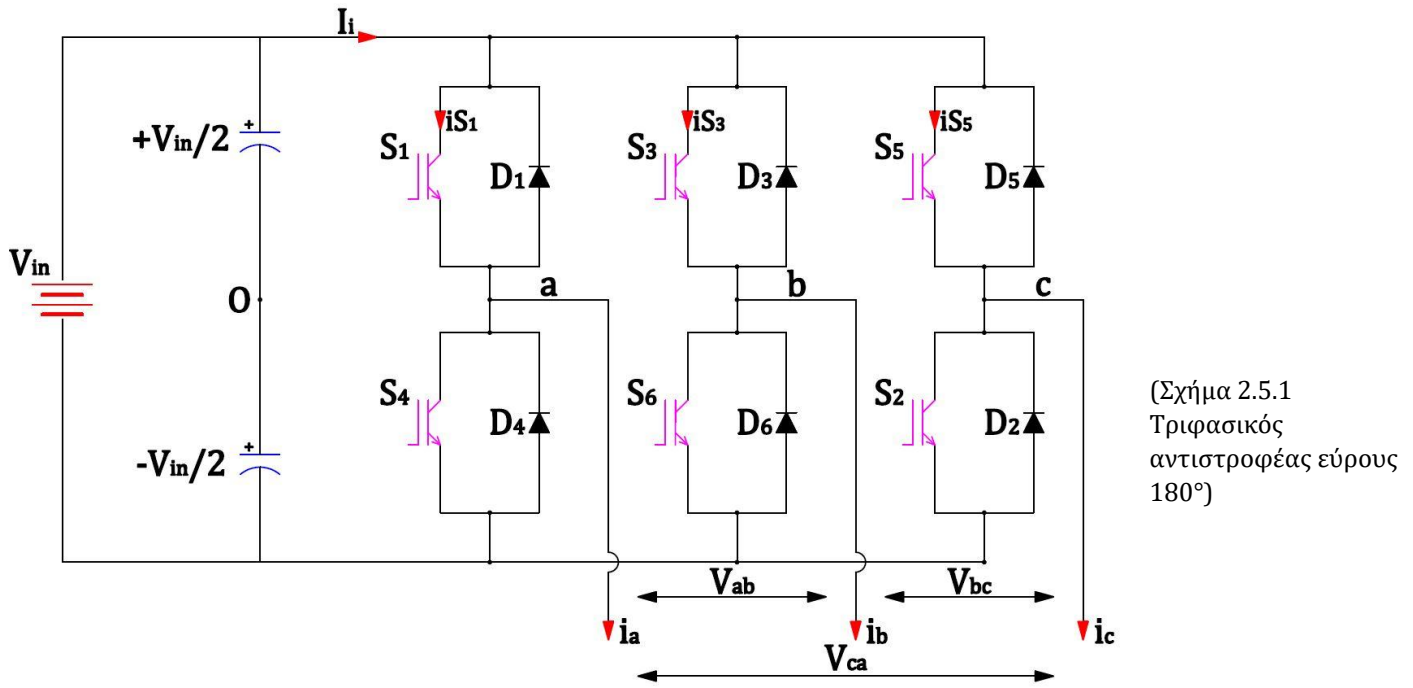 Ii
+Vin/2
iS1
iS3
iS5
S1
D1
S3
D3
S5
D5
Vin
O
a
b
c
-Vin/2
S4
D4
S6
D6
S2
D2
(Σχήμα 2.5.1
Τριφασικός
αντιστροφέας εύρους
180°)
Vab
Vbc
ia
ib
ic
Vca